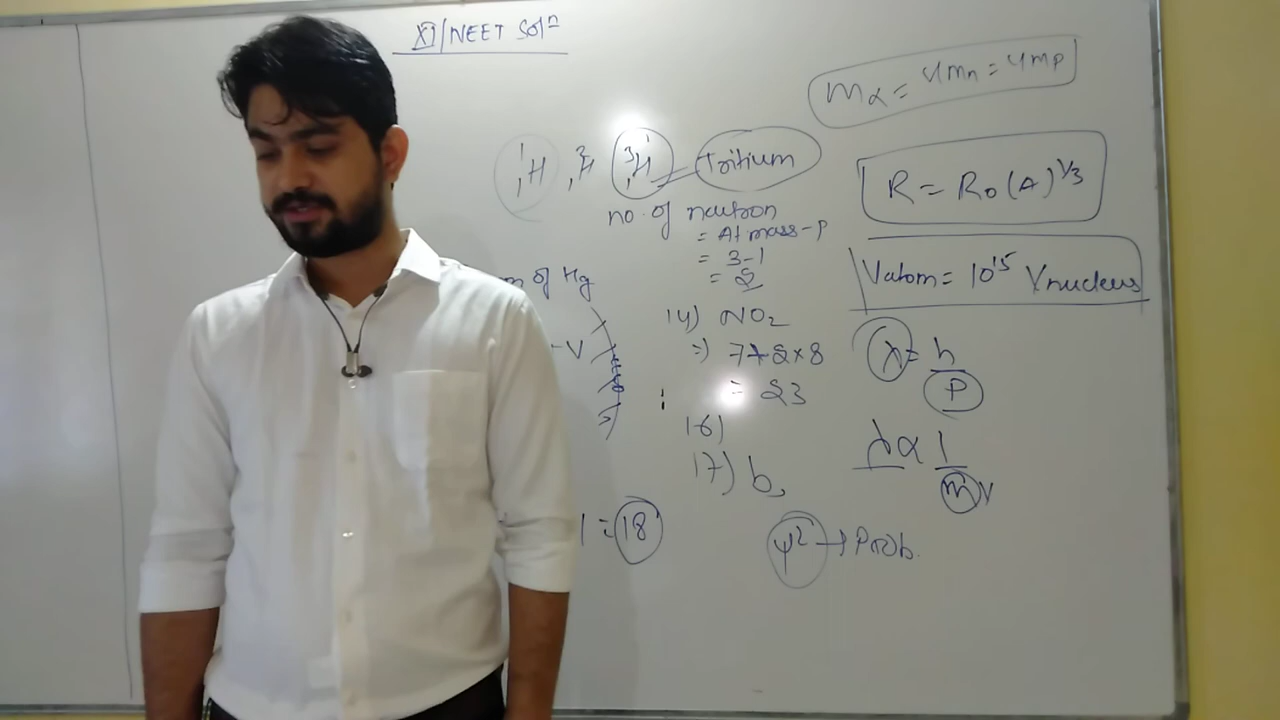 XI/NEET Solⁿ
mα = 4mn = 4mp
¹₁H, ²₁H ³₁H Tritium
no. of neutron
= At mass-P
= 3-1
= 2
R = R₀(A)^1/3
Vatom = 10¹⁵ Vnucleus
of Hg
-V
14) NO₂
=) 7+2×8
= 23
16)
17) b,
1 = 18
λ = h/P
λ ∝ 1/mv
ψ² → Prob.